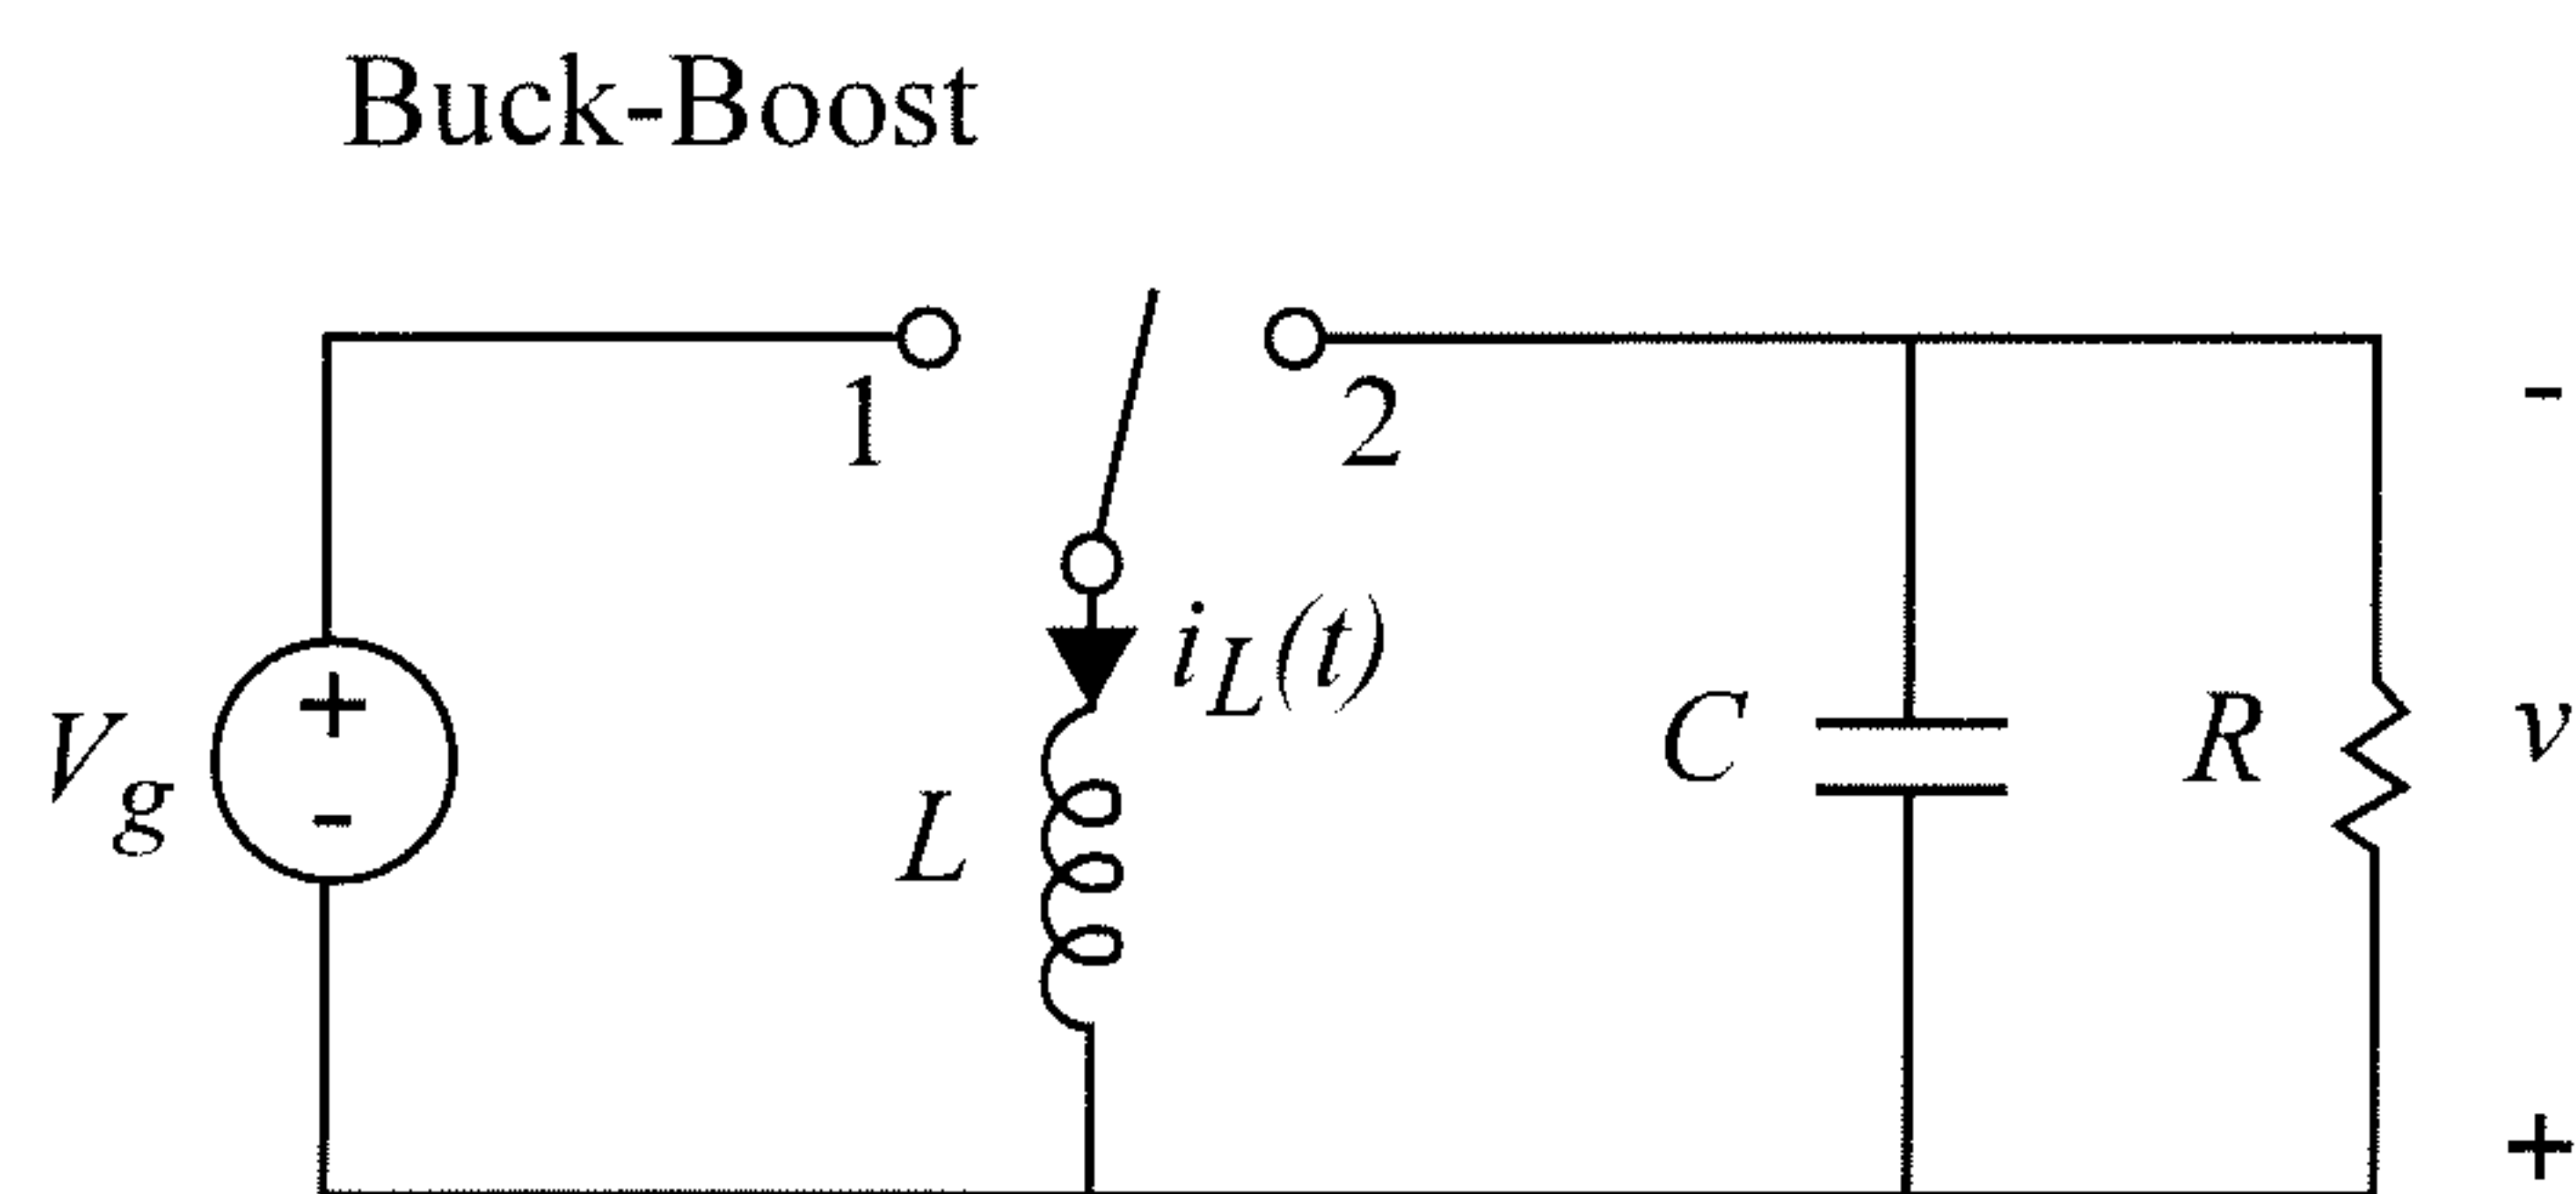 Buck-Boost
1
2
-
i_L(t)
V_g
+
-
L
C
R
v
+